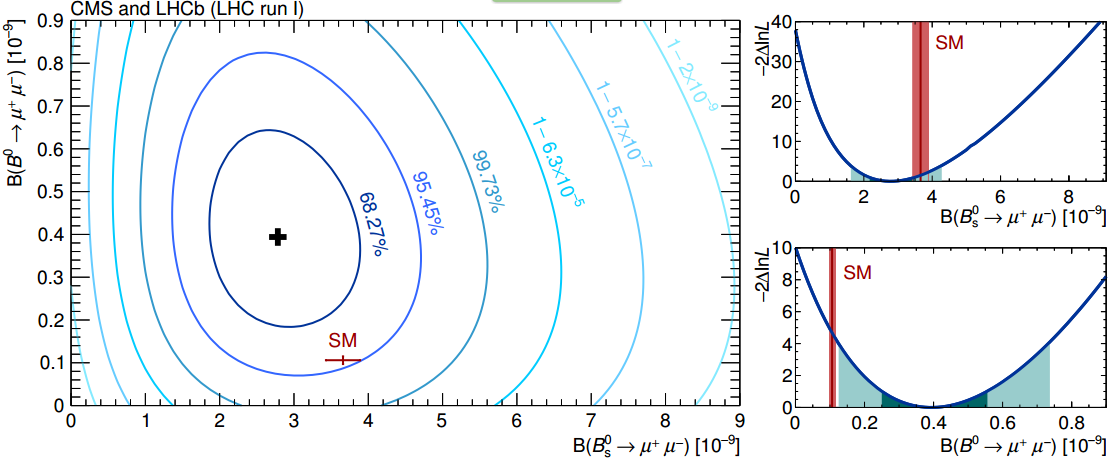 CMS and LHCb (LHC run I)
B(B⁰ → μ⁺ μ⁻) [10⁻⁹]
0.9
0.8
0.7
0.6
0.5
0.4
0.3
0.2
0.1
0
68.27%
95.45%
99.73%
1 − 6.3×10⁻⁵
1 − 5.7×10⁻⁷
1 − 2×10⁻⁹
SM
0 1 2 3 4 5 6 7 8 9
B(B⁰ₛ → μ⁺ μ⁻) [10⁻⁹]
−2ΔlnL
40
30
20
10
0
SM
0 2 4 6 8
B(B⁰ₛ → μ⁺ μ⁻) [10⁻⁹]
−2ΔlnL
10
8
6
4
2
0
SM
0 0.2 0.4 0.6 0.8
B(B⁰ → μ⁺ μ⁻) [10⁻⁹]